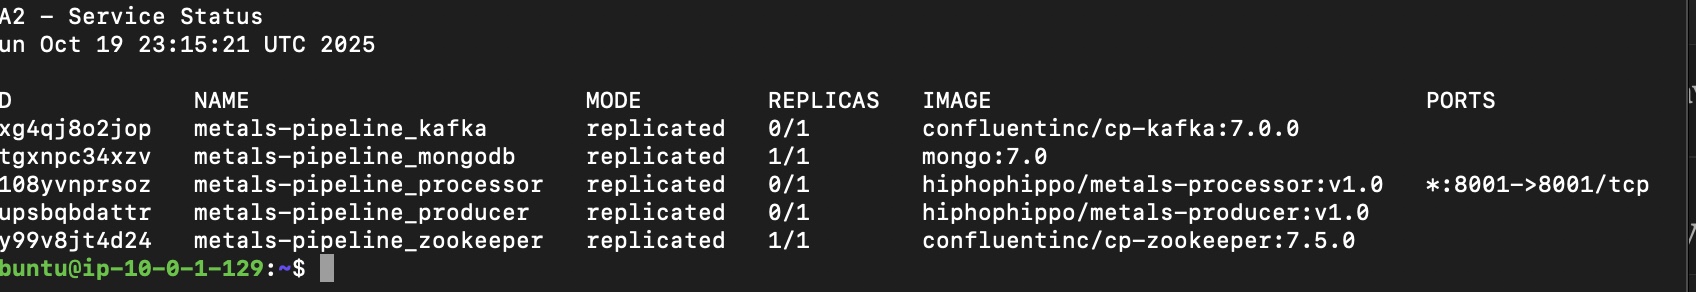 A2 - Service Status
un Oct 19 23:15:21 UTC 2025
D NAME MODE REPLICAS IMAGE PORTS
xg4qj8o2jop metals-pipeline_kafka replicated 0/1 confluentinc/cp-kafka:7.0.0
tgxnpc34xzv metals-pipeline_mongodb replicated 1/1 mongo:7.0
108yvnprsoz metals-pipeline_processor replicated 0/1 hiphophippo/metals-processor:v1.0 *:8001->8001/tcp
upsbqbdattr metals-pipeline_producer replicated 0/1 hiphophippo/metals-producer:v1.0
y99v8jt4d24 metals-pipeline_zookeeper replicated 1/1 confluentinc/cp-zookeeper:7.5.0
buntu@ip-10-0-1-129:~$